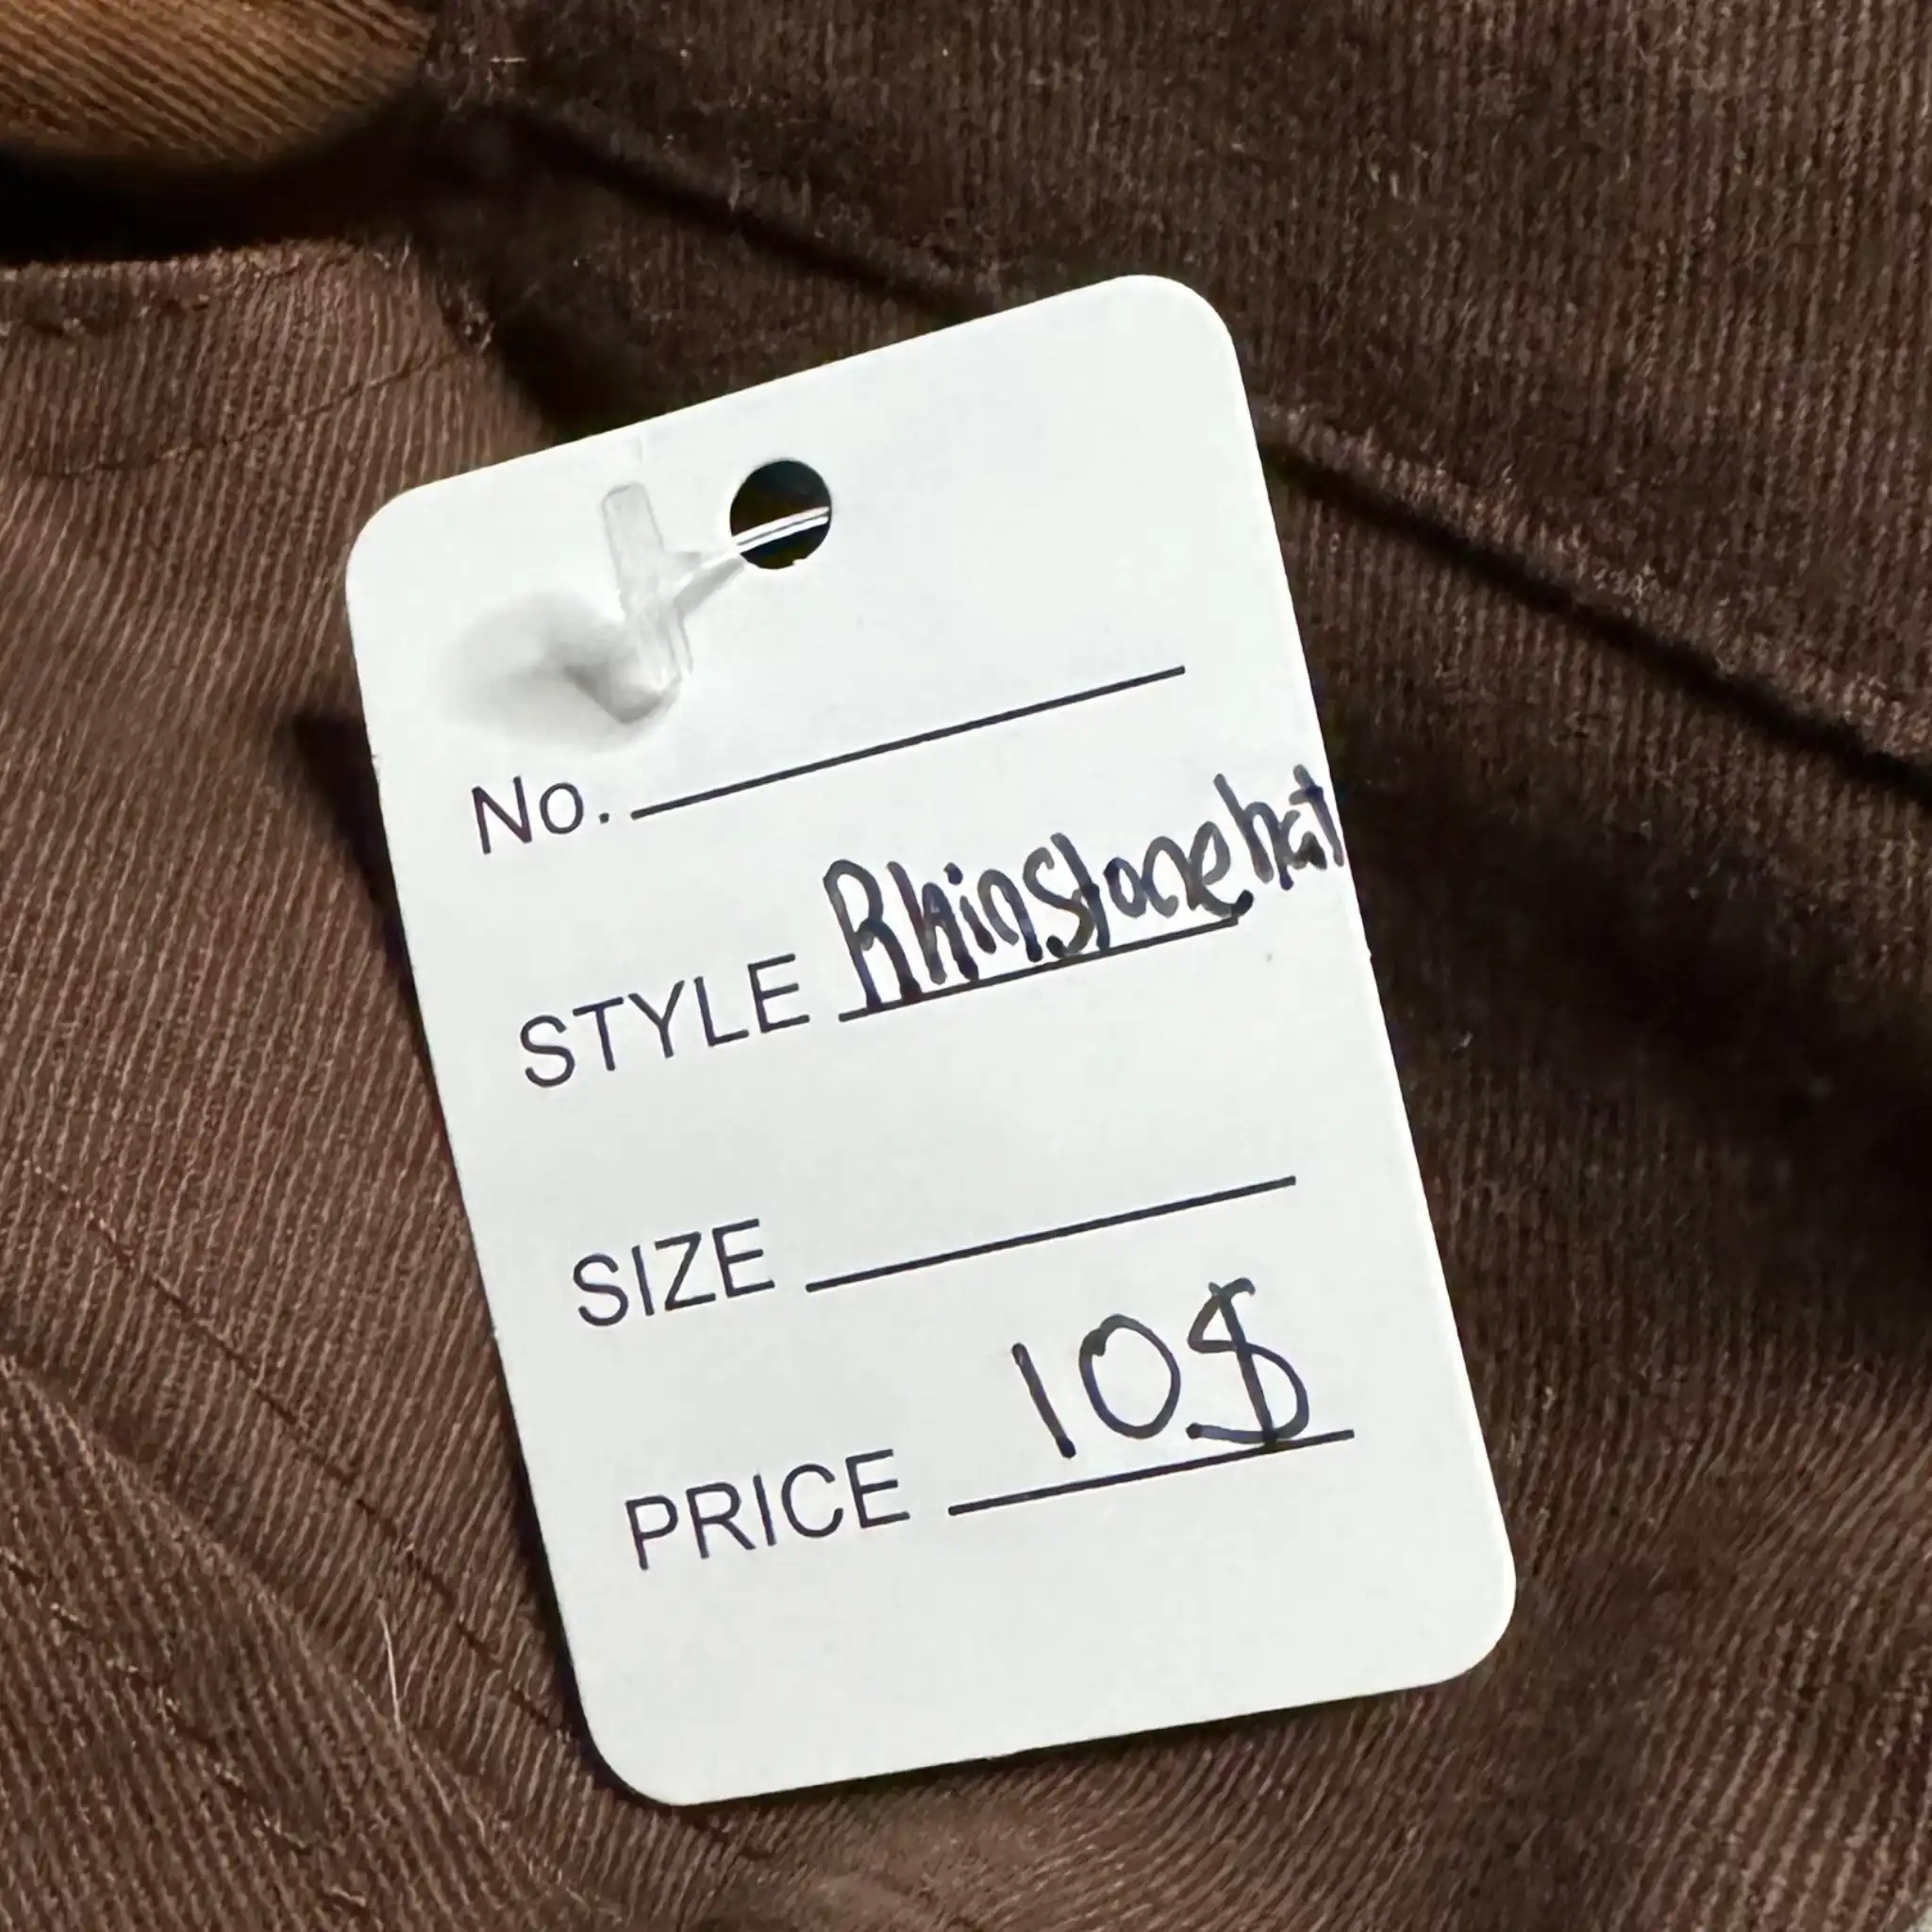 No.
STYLE Rhinstone hat
SIZE
PRICE 10$